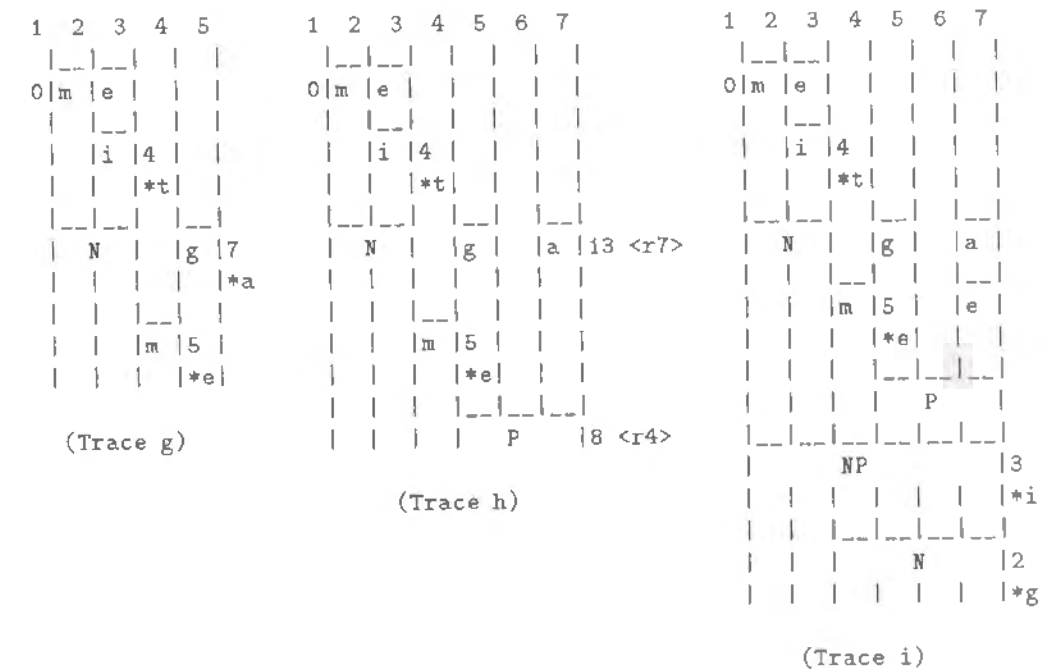 1 2 3 4 5
0 m e
i 4
*t
N g 7
*a
m 5
*e
(Trace g)
1 2 3 4 5 6 7
0 m e
i 4
*t
N g a i3 <r7>
m 5
*e
P 8 <r4>
(Trace h)
1 2 3 4 5 6 7
0 m e
i 4
*t
N g a
m 5 e
*e
P
NP 3
*i
N 2
*g
(Trace i)